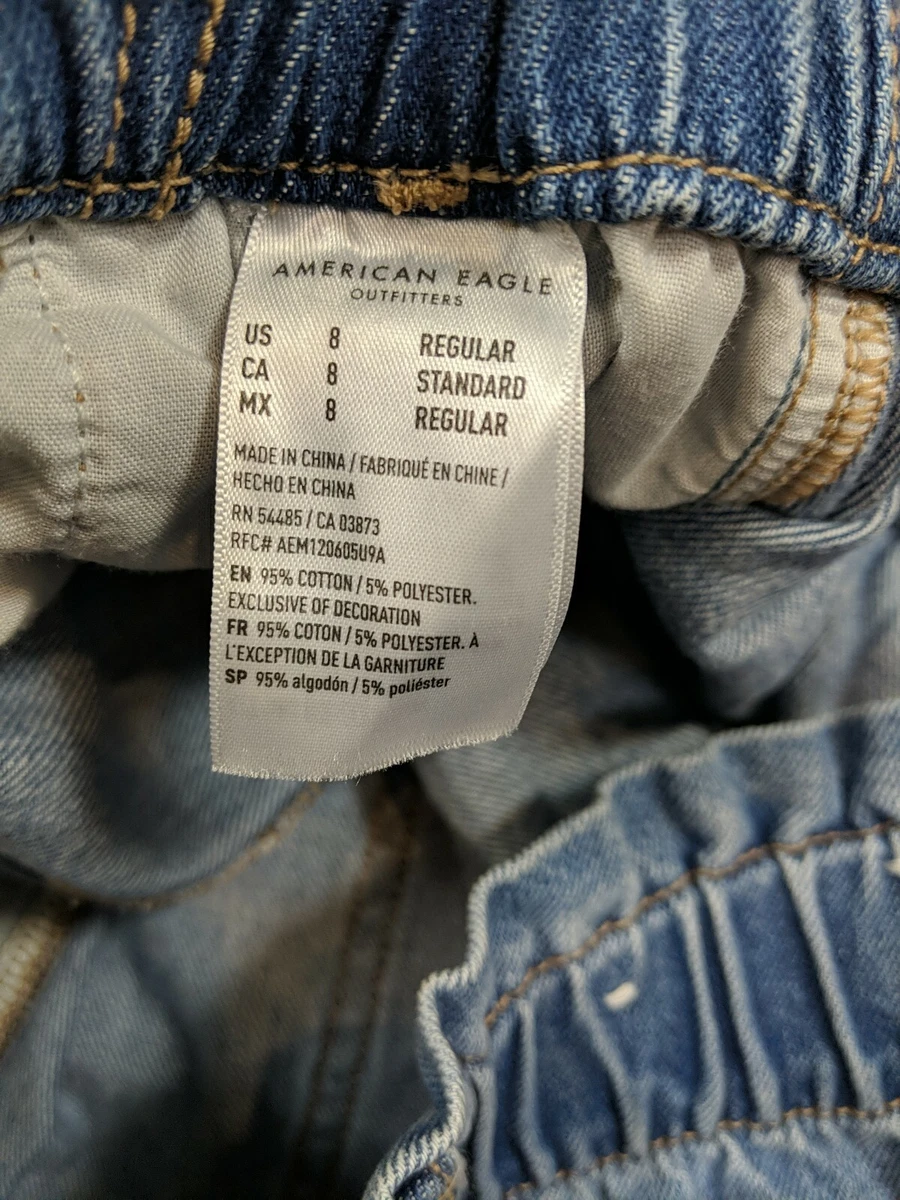 AMERICAN EAGLE
OUTFITTERS
US 8 REGULAR
CA 8 STANDARD
MX 8 REGULAR
MADE IN CHINA / FABRIQUÉ EN CHINE /
HECHO EN CHINA
RN 54485 / CA 03873
RFC# AEM120605U9A
EN 95% COTTON / 5% POLYESTER.
EXCLUSIVE OF DECORATION
FR 95% COTON / 5% POLYESTER. À
L'EXCEPTION DE LA GARNITURE
SP 95% algodón / 5% poliéster